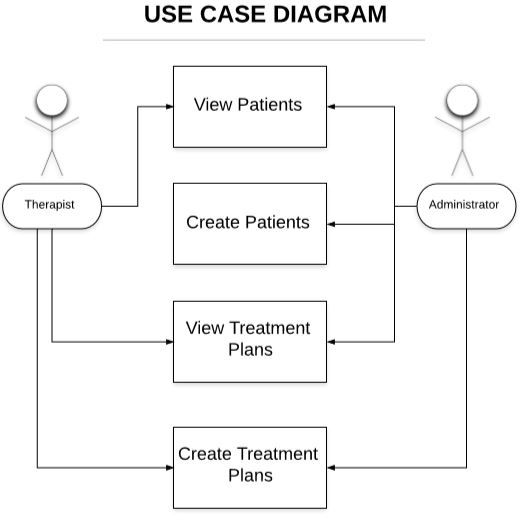 USE CASE DIAGRAM
View Patients
Therapist
Administrator
Create Patients
View Treatment
Plans
Create Treatment
Plans